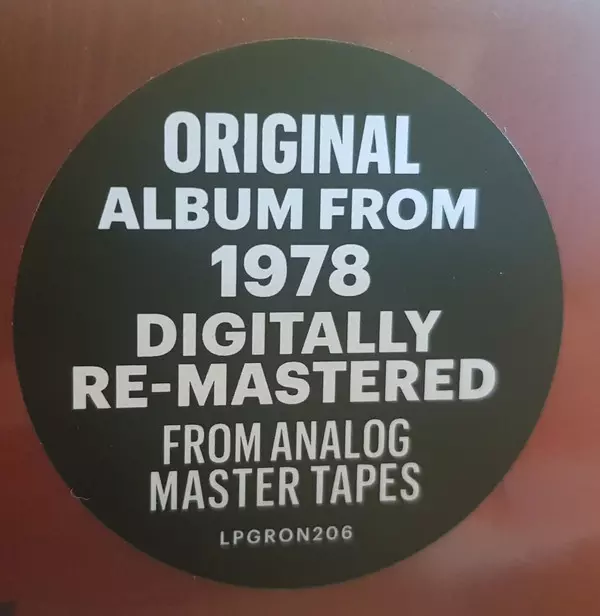 ORIGINAL
ALBUM FROM
1978
DIGITALLY
RE-MASTERED
FROM ANALOG
MASTER TAPES
LPGRON206